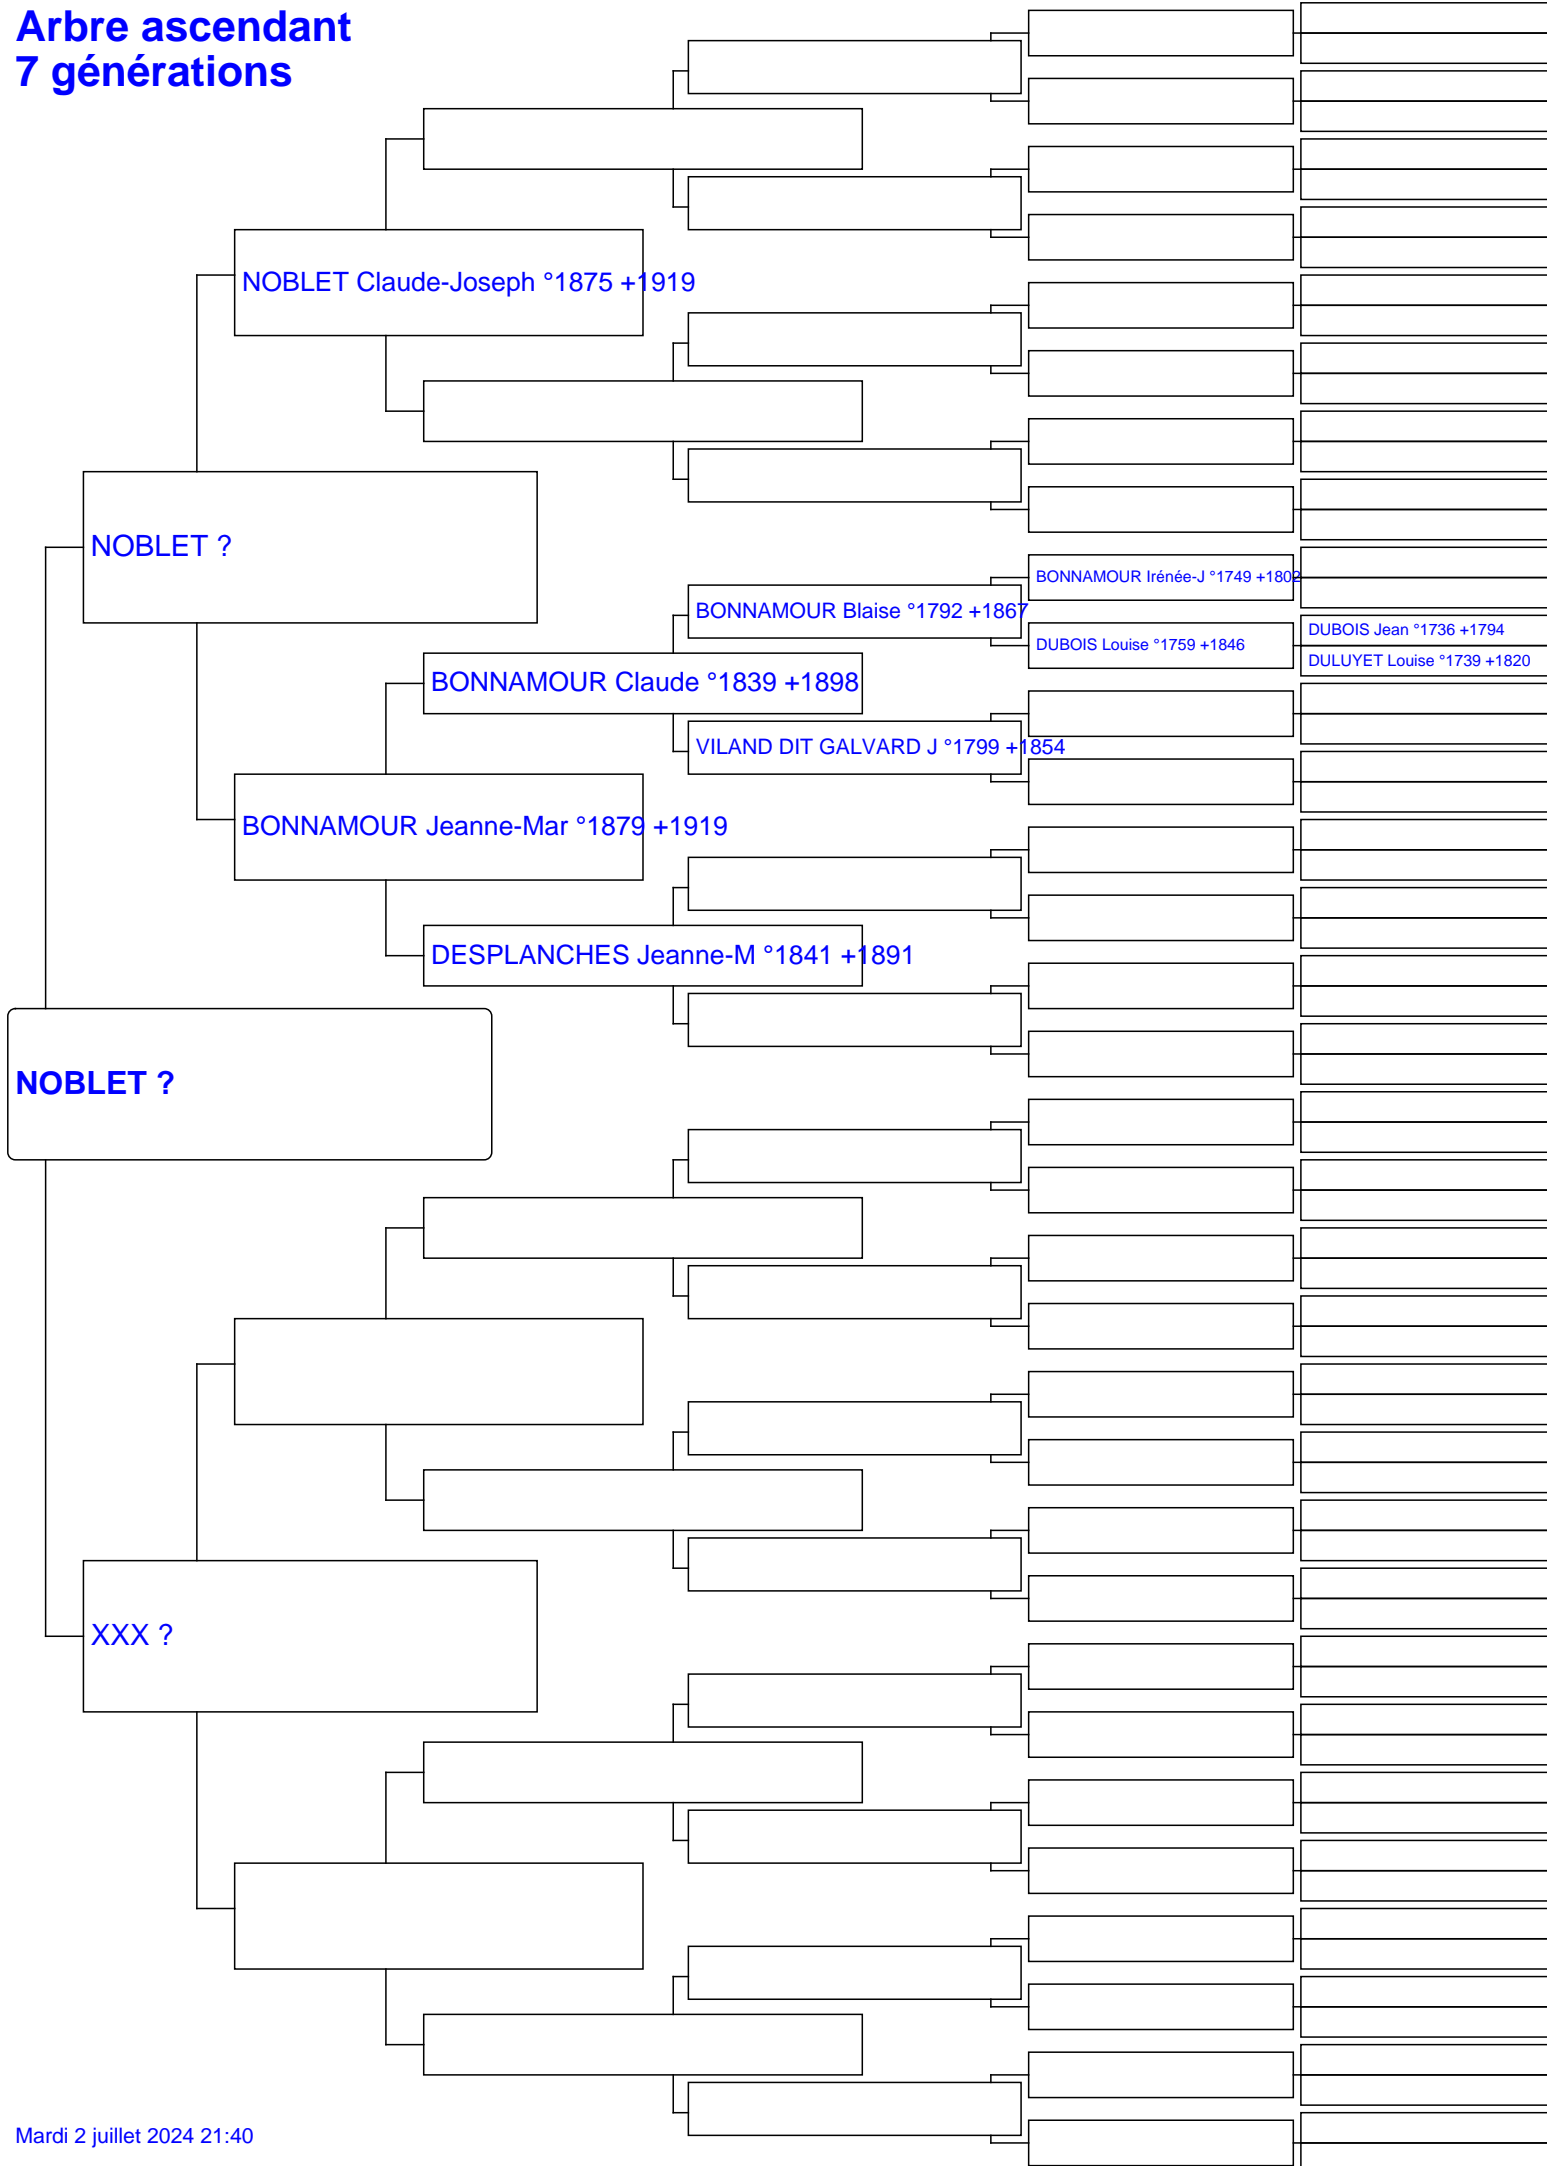 Arbre ascendant
7 générations
NOBLET Claude-Joseph °1875 +1919
NOBLET ?
BONNAMOUR Irénée-J °1749 +1802
BONNAMOUR Blaise °1792 +1867
DUBOIS Jean °1736 +1794
DUBOIS Louise °1759 +1846
DULUYET Louise °1739 +1820
BONNAMOUR Claude °1839 +1898
VILAND DIT GALVARD J °1799 +1854
BONNAMOUR Jeanne-Mar °1879 +1919
DESPLANCHES Jeanne-M °1841 +1891
NOBLET ?
XXX ?
Mardi 2 juillet 2024 21:40